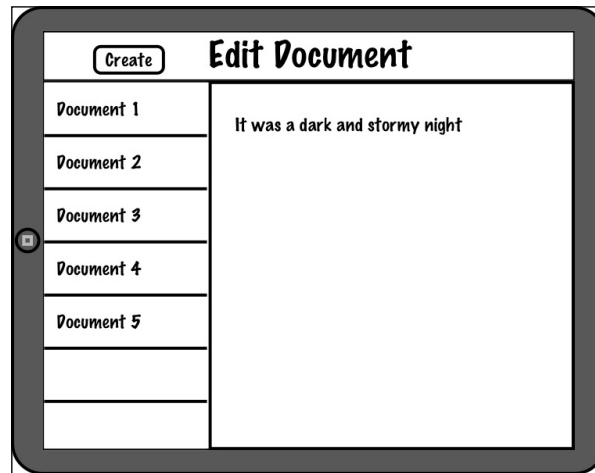 Create
Edit Document
Document 1
Document 2
Document 3
Document 4
Document 5
It was a dark and stormy night